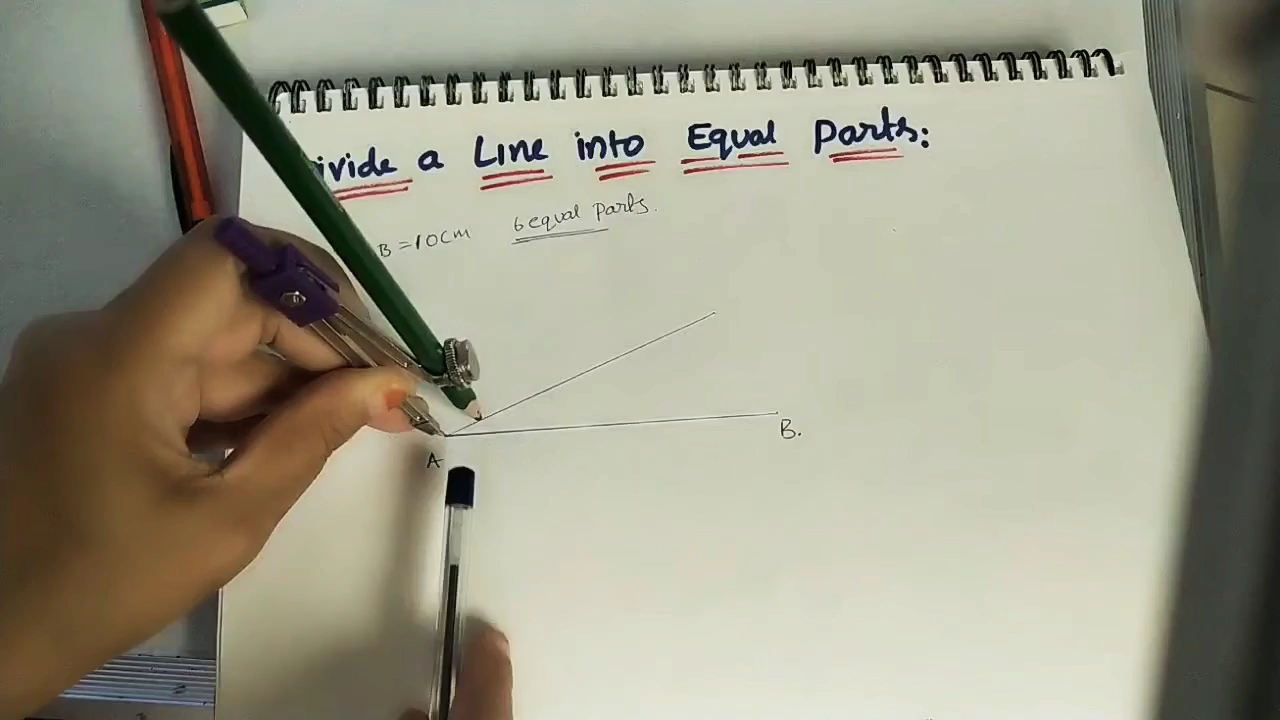 ivide a Line into Equal Parts:
B = 10cm 6 equal parts.
B.
A